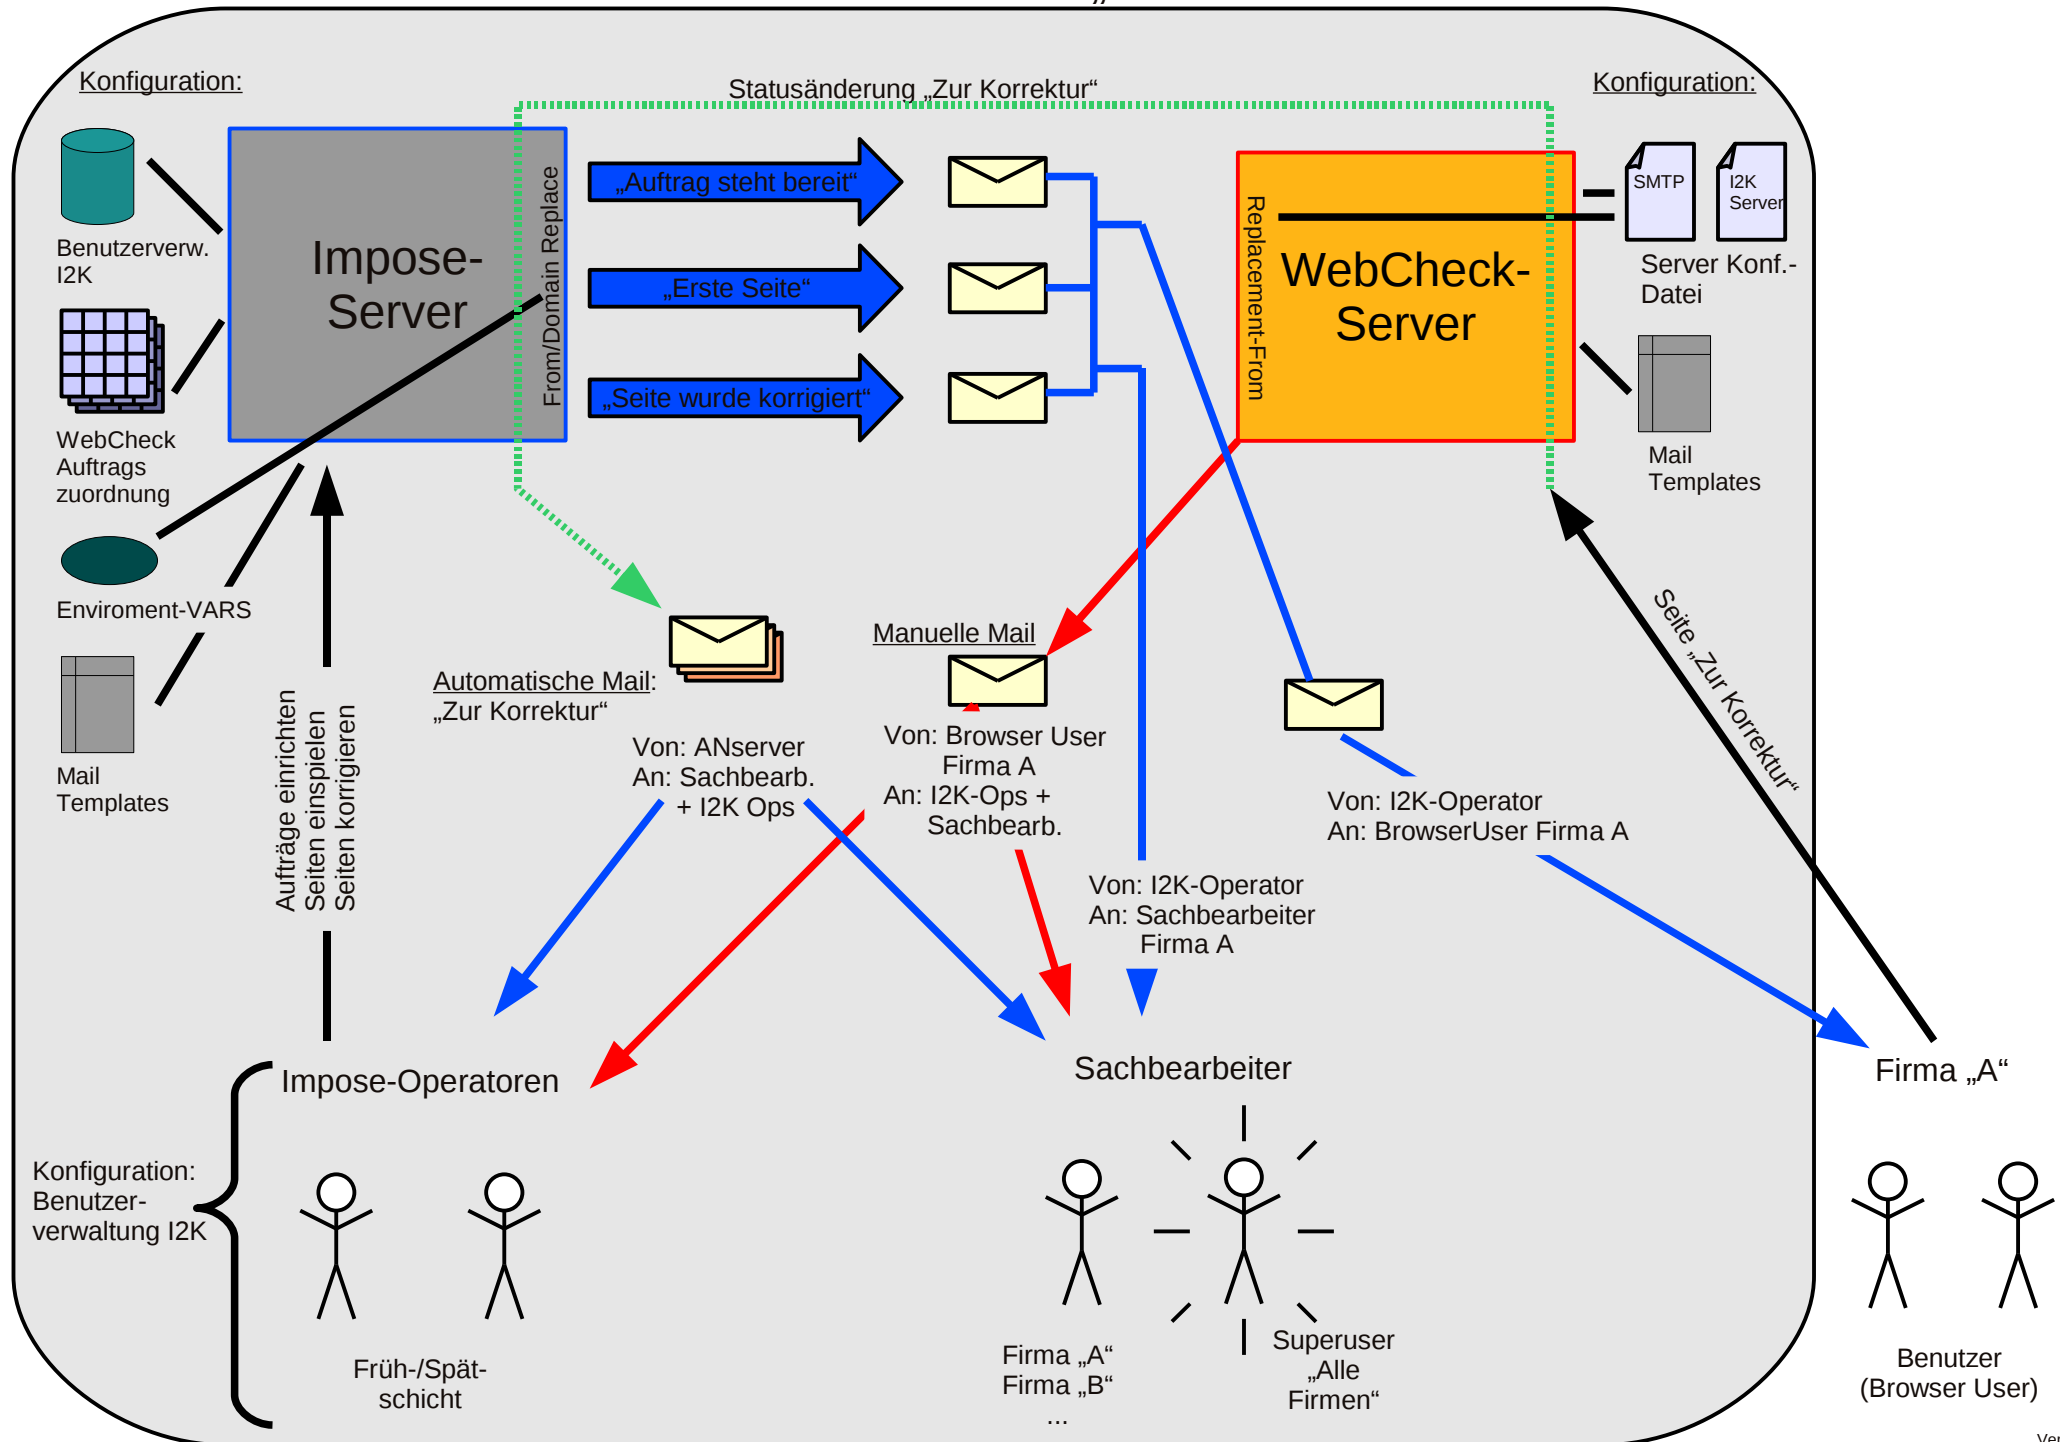 „
Konfiguration:
Statusänderung „Zur Korrektur“
Konfiguration:
Benutzerverw.
I2K
WebCheck
Auftrags
zuordnung
Enviroment-VARS
Mail
Templates
Impose-
Server
From/Domain Replace
„Auftrag steht bereit“
„Erste Seite“
„Seite wurde korrigiert“
Replacement-From
WebCheck-
Server
SMTP
I2K
Server
Server Konf.-
Datei
Mail
Templates
Automatische Mail:
„Zur Korrektur“
Von: ANserver
An: Sachbearb.
+ I2K Ops
Manuelle Mail
Von: Browser User
Firma A
An: I2K-Ops +
Sachbearb.
Von: I2K-Operator
An: Sachbearbeiter
Firma A
Von: I2K-Operator
An: BrowserUser Firma A
Seite „Zur Korrektur“
Aufträge einrichten
Seiten einspielen
Seiten korrigieren
Impose-Operatoren
Sachbearbeiter
Firma „A“
Konfiguration:
Benutzer-
verwaltung I2K
Früh-/Spät-
schicht
Firma „A“
Firma „B“
...
Superuser
„Alle
Firmen“
Benutzer
(Browser User)